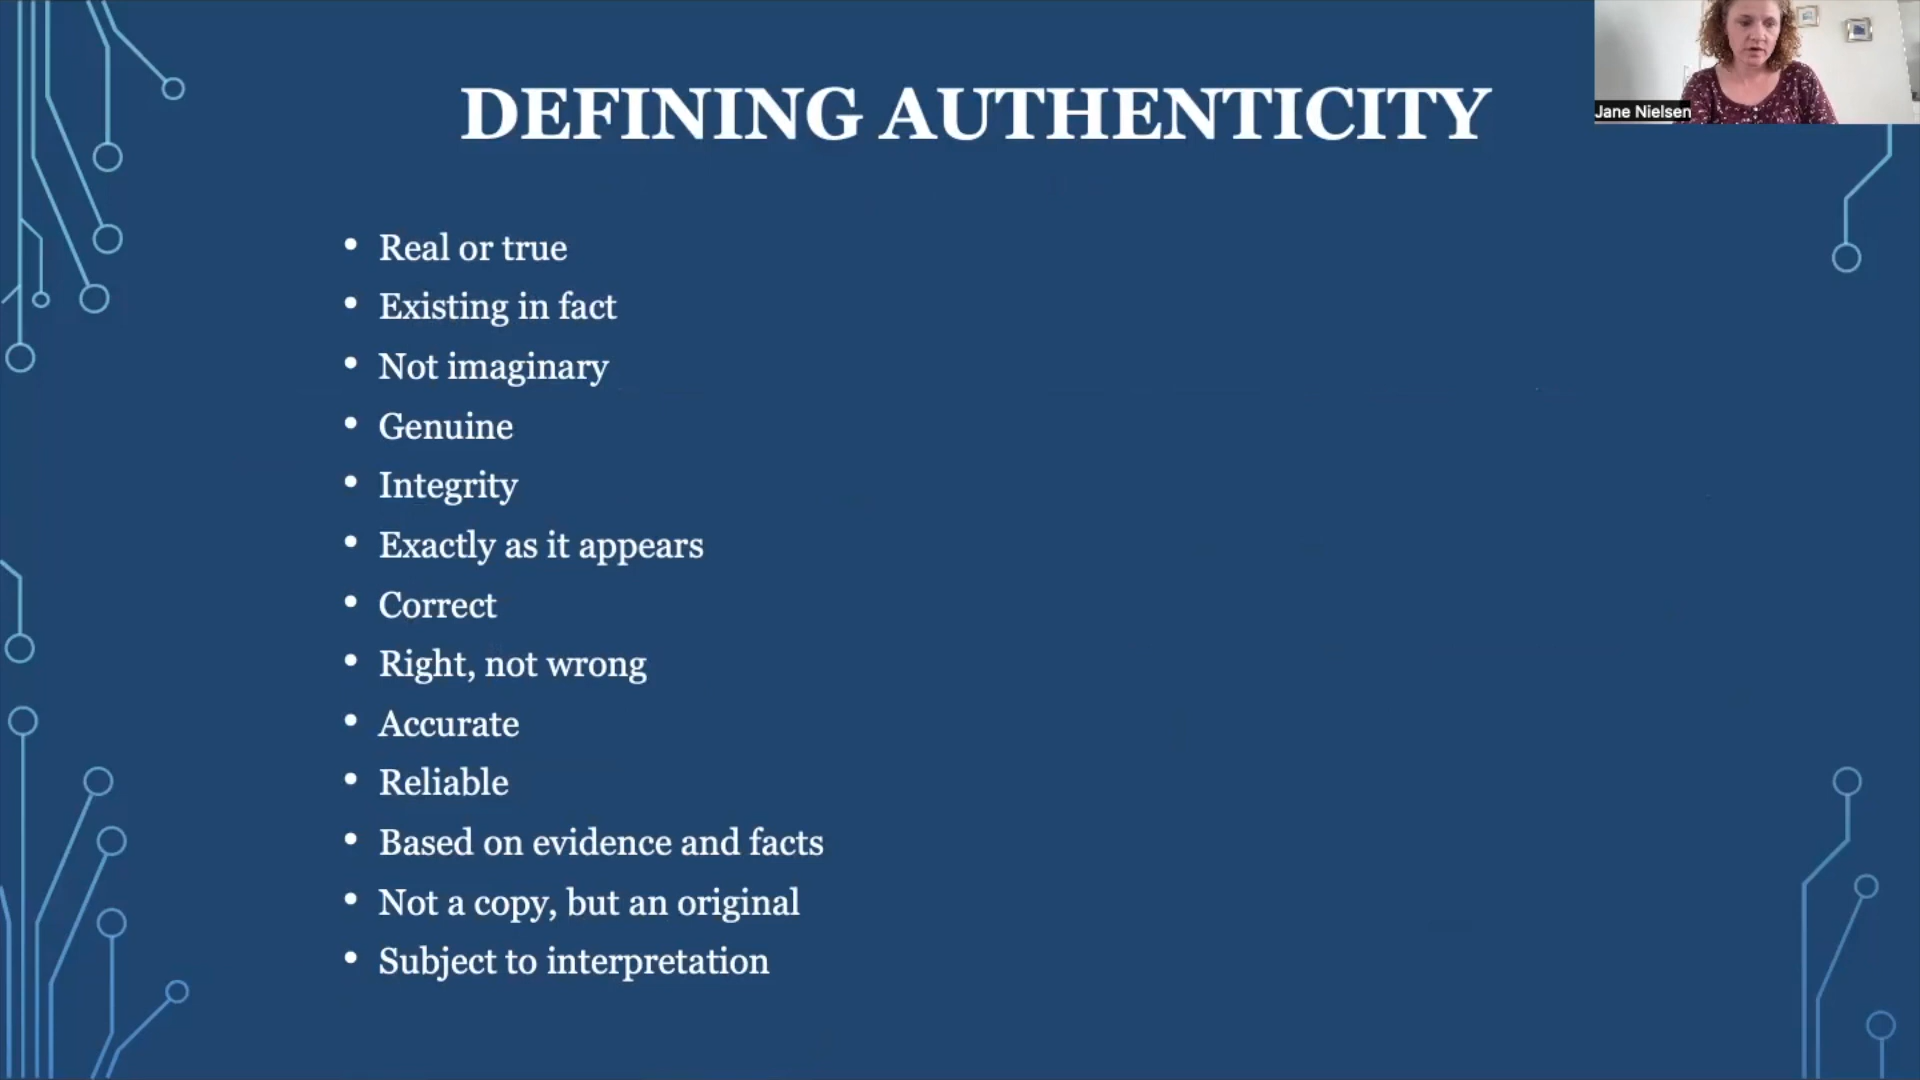 DEFINING AUTHENTICITY
Jane Nielsen
• Real or true
• Existing in fact
• Not imaginary
• Genuine
• Integrity
• Exactly as it appears
• Correct
• Right, not wrong
• Accurate
• Reliable
• Based on evidence and facts
• Not a copy, but an original
• Subject to interpretation